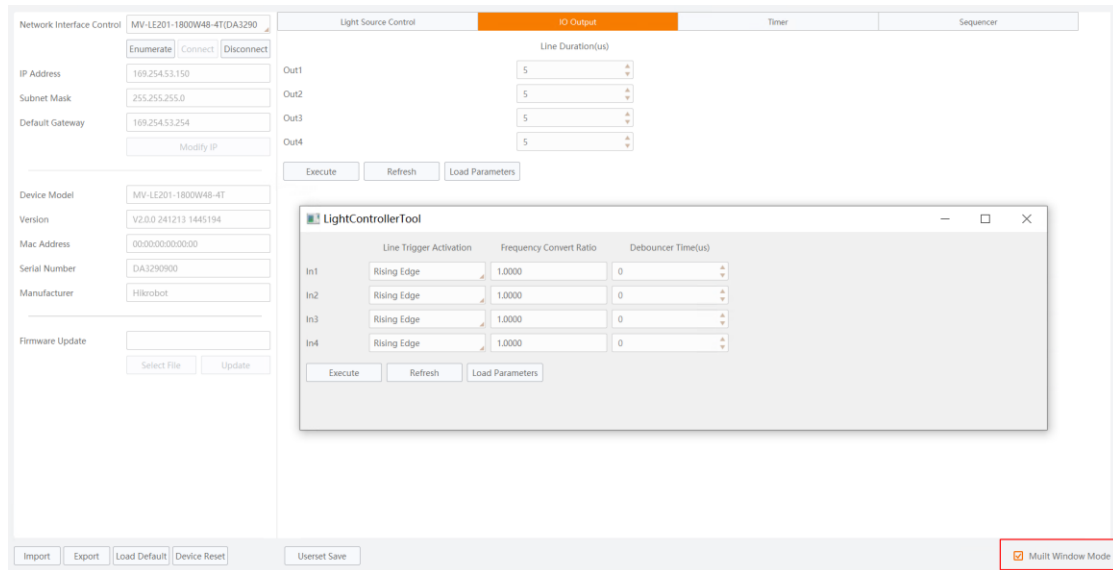 Network Interface Control MV-LE201-1800W48-4T(DA3290
Enumerate Connect Disconnect
IP Address 169.254.53.150
Subnet Mask 255.255.255.0
Default Gateway 169.254.53.254
Modify IP
Device Model MV-LE201-1800W48-4T
Version V2.0.0 241213 1445194
Mac Address 00:00:00:00:00:00
Serial Number DA3290900
Manufacturer Hikrobot
Firmware Update
Select File Update
Light Source Control IO Output Timer Sequencer
Line Duration(us)
Out1 5
Out2 5
Out3 5
Out4 5
Execute Refresh Load Parameters
LightControllerTool
Line Trigger Activation Frequency Convert Ratio Debouncer Time(us)
In1 Rising Edge 1.0000 0
In2 Rising Edge 1.0000 0
In3 Rising Edge 1.0000 0
In4 Rising Edge 1.0000 0
Execute Refresh Load Parameters
Import Export Load Default Device Reset Userset Save Mullt Window Mode